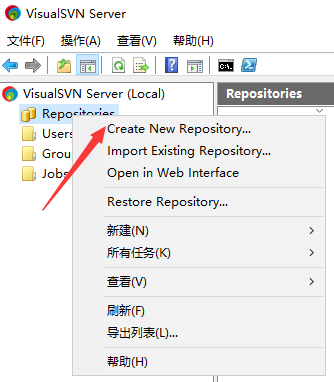 VisualSVN Server
文件(F) 操作(A) 查看(V) 帮助(H)
VisualSVN Server (Local)
Repositories
Repositories
Users
Grou
Jobs
Create New Repository...
Import Existing Repository...
Open in Web Interface
Restore Repository...
新建(N)
所有任务(K)
查看(V)
刷新(F)
导出列表(L)...
帮助(H)